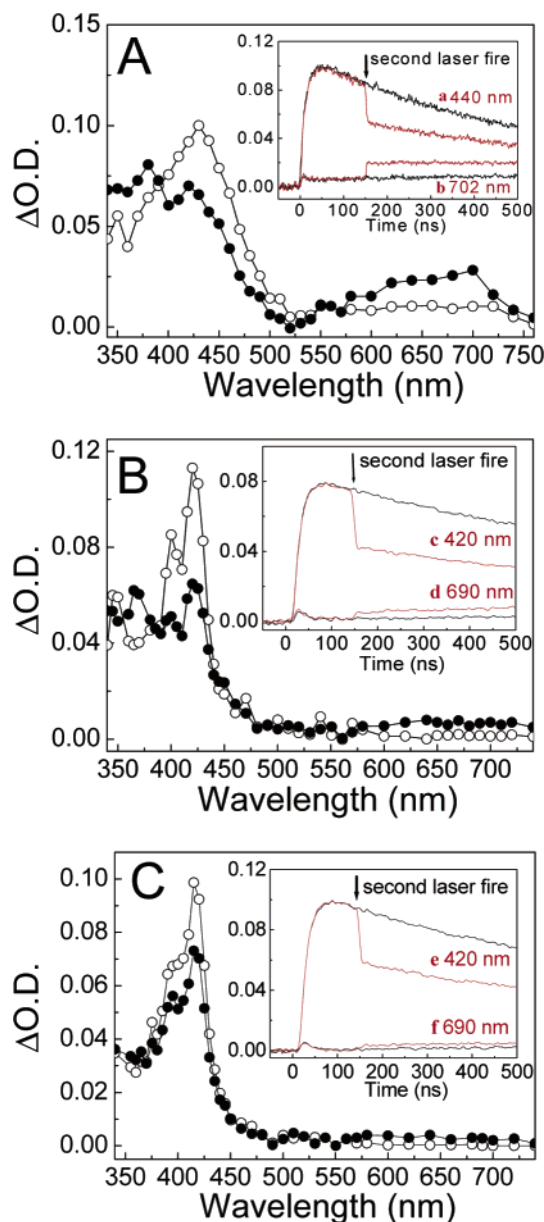 A
ΔO.D.
0.15
0.10
0.05
0.00
350 400 450 500 550 600 650 700 750
Wavelength (nm)
0.12
0.08
0.04
0.00
second laser fire
a 440 nm
b 702 nm
0 100 200 300 400 500
Time (ns)
B
ΔO.D.
0.12
0.08
0.04
0.00
350 400 450 500 550 600 650 700
Wavelength (nm)
0.08
0.04
0.00
second laser fire
c 420 nm
d 690 nm
0 100 200 300 400 500
Time (ns)
C
ΔO.D.
0.10
0.08
0.06
0.04
0.02
0.00
350 400 450 500 550 600 650 700
Wavelength (nm)
0.12
0.08
0.04
0.00
second laser fire
e 420 nm
f 690 nm
0 100 200 300 400 500
Time (ns)